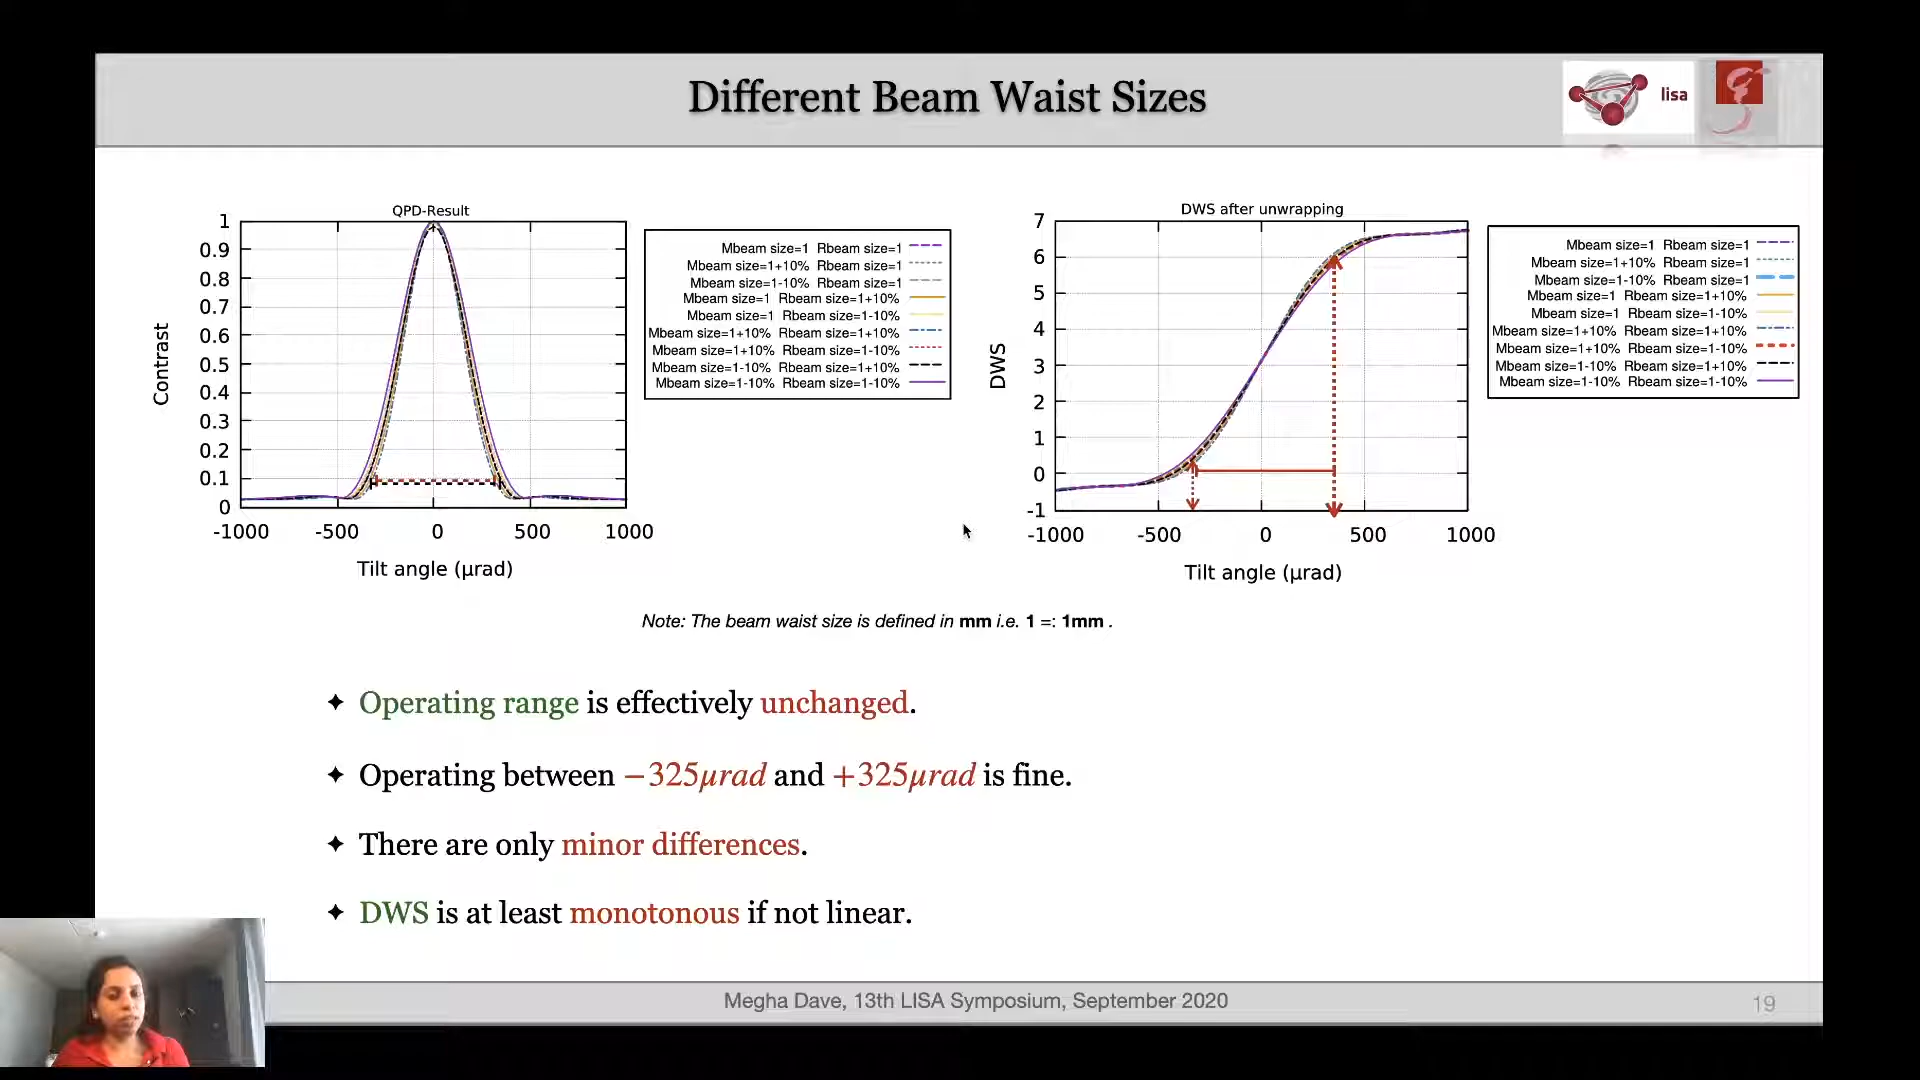 Different Beam Waist Sizes
lisa
QPD-Result
1
0.9
0.8
0.7
0.6
0.5
0.4
0.3
0.2
0.1
0
Contrast
-1000 -500 0 500 1000
Tilt angle (μrad)
Mbeam size=1 Rbeam size=1
Mbeam size=1+10% Rbeam size=1
Mbeam size=1-10% Rbeam size=1
Mbeam size=1 Rbeam size=1+10%
Mbeam size=1 Rbeam size=1-10%
Mbeam size=1+10% Rbeam size=1+10%
Mbeam size=1+10% Rbeam size=1-10%
Mbeam size=1-10% Rbeam size=1+10%
Mbeam size=1-10% Rbeam size=1-10%
DWS after unwrapping
7
6
5
4
3
2
1
0
-1
DWS
-1000 -500 0 500 1000
Tilt angle (μrad)
Mbeam size=1 Rbeam size=1
Mbeam size=1+10% Rbeam size=1
Mbeam size=1-10% Rbeam size=1
Mbeam size=1 Rbeam size=1+10%
Mbeam size=1 Rbeam size=1-10%
Mbeam size=1+10% Rbeam size=1+10%
Mbeam size=1+10% Rbeam size=1-10%
Mbeam size=1-10% Rbeam size=1+10%
Mbeam size=1-10% Rbeam size=1-10%
Note: The beam waist size is defined in mm i.e. 1 =: 1mm .
✦ Operating range is effectively unchanged.
✦ Operating between −325μrad and +325μrad is fine.
✦ There are only minor differences.
✦ DWS is at least monotonous if not linear.
Megha Dave, 13th LISA Symposium, September 2020
19